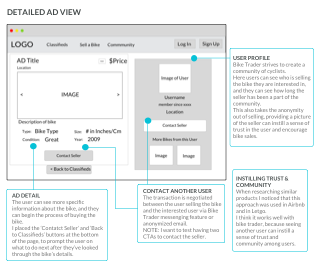 DETAILED AD VIEW
LOGO Classifieds Sell a Bike Community Log In Sign Up
AD Title $Price
Location
IMAGE
Description of bike
Type Bike Type Size # in Inches/Cm
Condition Great Year 2009
Contact Seller
< Back to Classifieds
Image of User
Username
member since xxxx
Location
Contact Seller
More Bikes from this User
Image Image
USER PROFILE
Bike Trader strives to create a
community of cyclists.
Here users can see who is selling
the bike they are interested in,
and they can see how long the
seller has been a part of the
community.
This also takes the anonymity
out of selling, providing a picture
of the seller can instill a sense of
trust in the user and encourage
bike sales.
AD DETAIL
The user can see more specific
information about the bike, and they
can begin the process of buying
the bike.
I placed the 'Contact Seller' and 'Back
to Classifieds' buttons at the bottom
of the page, to prompt the user on
what to do next after they've looked
through the bike's details.
CONTACT ANOTHER USER
The transaction is negotiated
between the user selling the bike
and the interested user via Bike
Trader messenging feature or
anonymized email.
NOTE: I want to test having two
CTAs to contact the seller.
INSTILLING TRUST &
COMMUNITY
When researching similar
products I noticed that this
approach was used in Airbnb
and in Letgo.
I think it works well with
bike trader, because seeing
another user can instill a
sense of trust and
community among users.